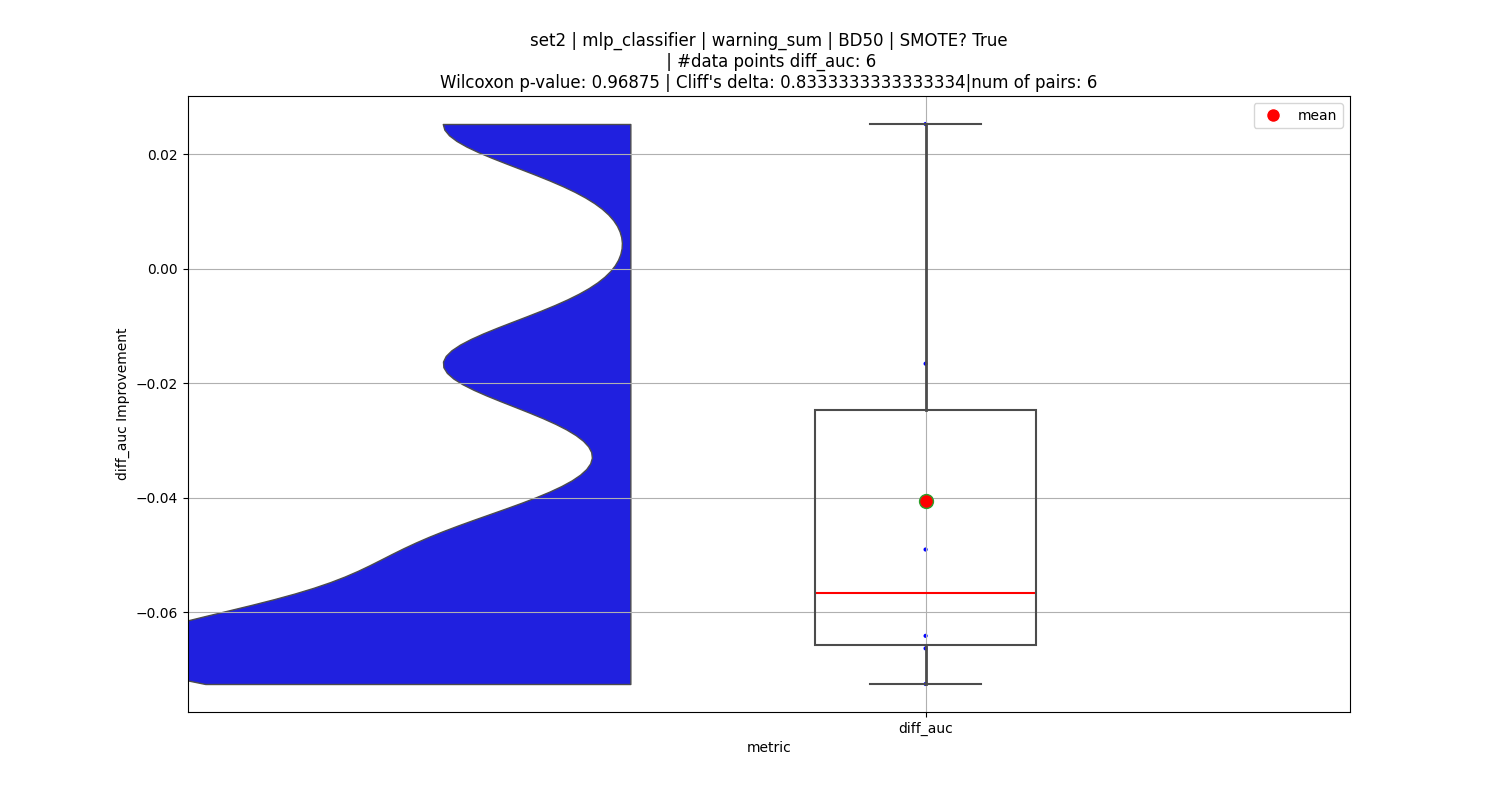 set2 | mlp_classifier | warning_sum | BD50 | SMOTE? True
| #data points diff_auc: 6
Wilcoxon p-value: 0.96875 | Cliff's delta: 0.8333333333333334|num of pairs: 6
mean
0.02
0.00
−0.02
−0.04
−0.06
diff_auc Improvement
diff_auc
metric